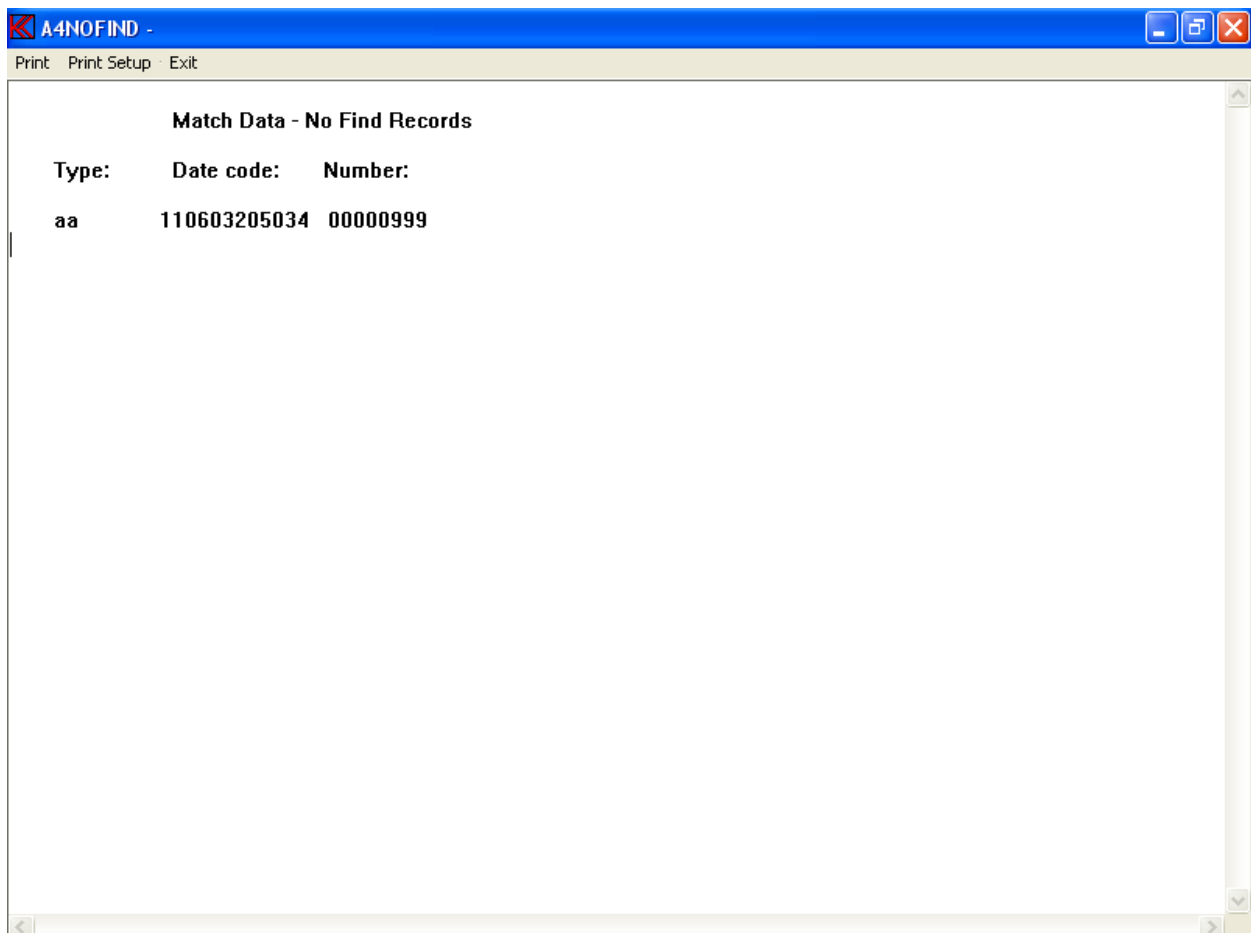 A4NOFIND -
Print Print Setup Exit
Match Data - No Find Records
Type: Date code: Number:
aa 110603205034 00000999